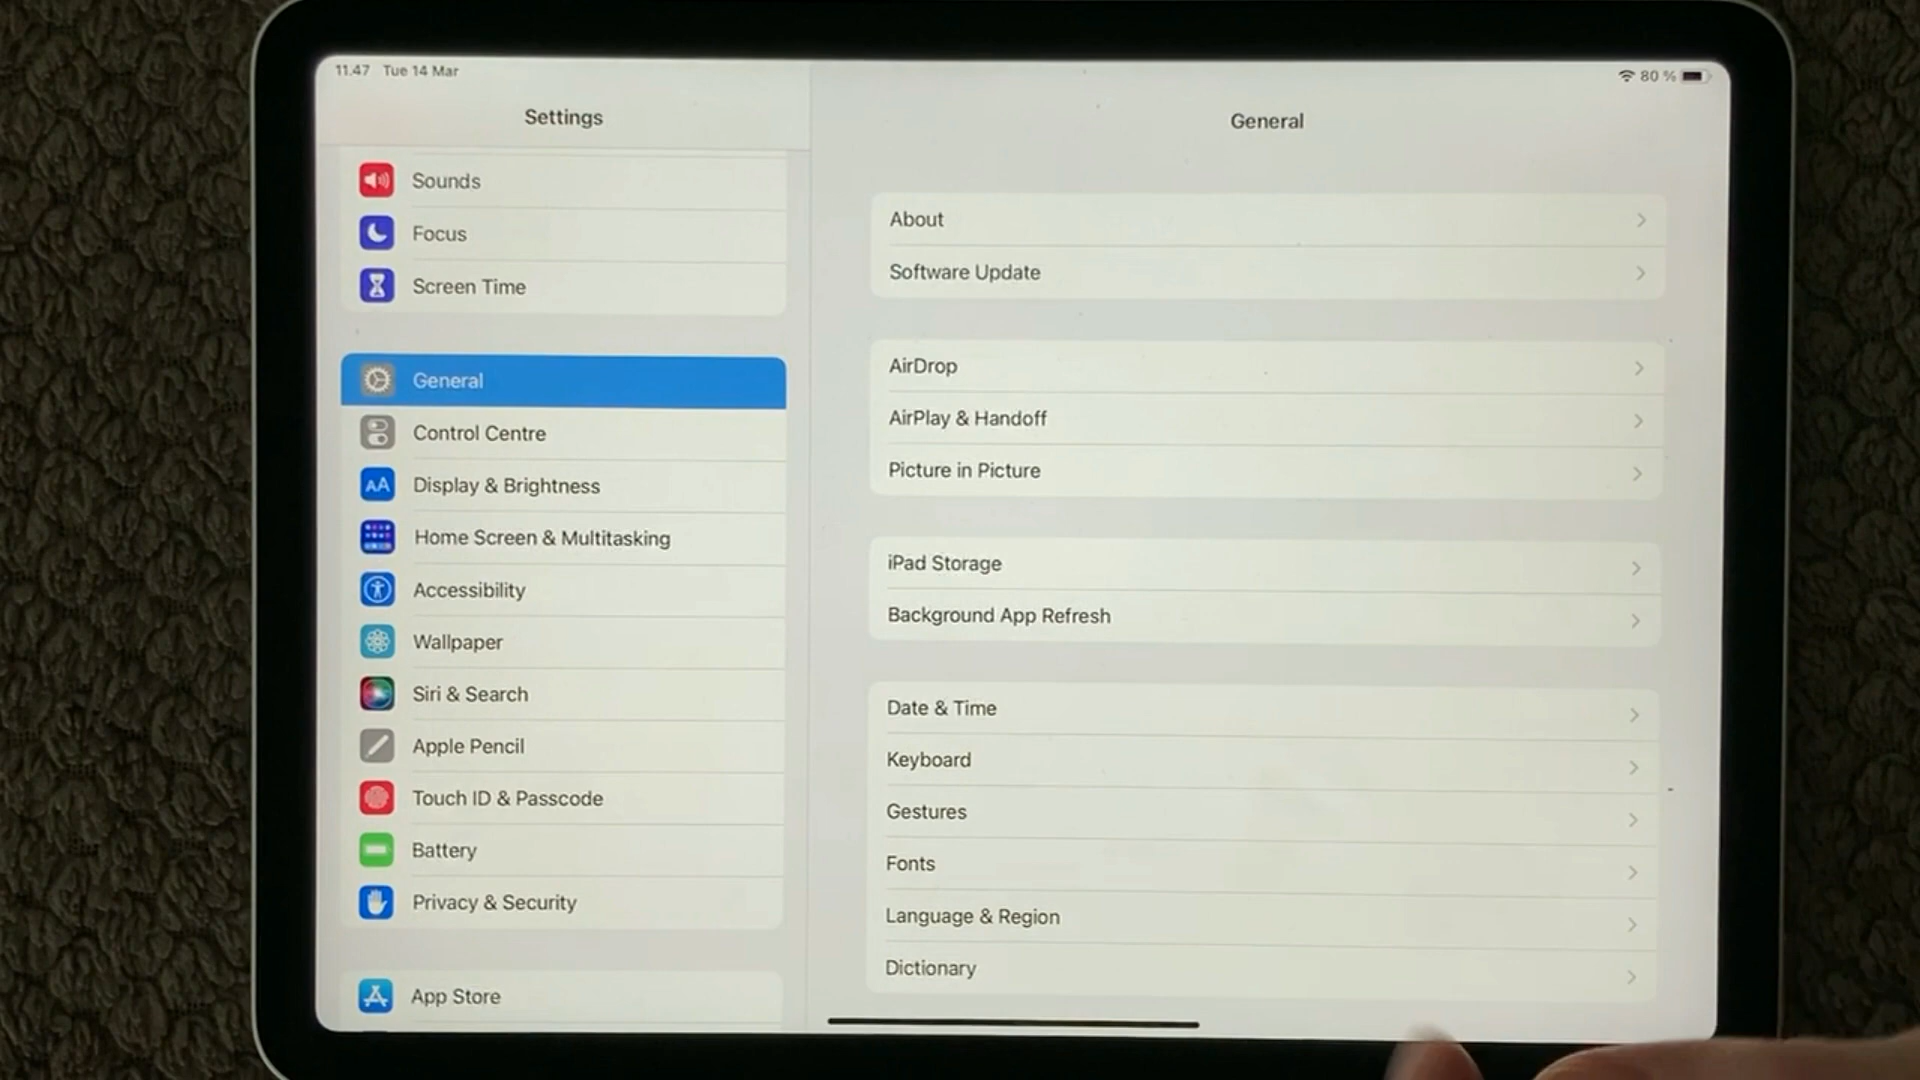 11.47 Tue 14 Mar
80 %
Settings
Sounds
Focus
Screen Time
General
Control Centre
AA
Display & Brightness
Home Screen & Multitasking
Accessibility
Wallpaper
Siri & Search
Apple Pencil
Touch ID & Passcode
Battery
Privacy & Security
App Store
General
About
Software Update
AirDrop
AirPlay & Handoff
Picture in Picture
iPad Storage
Background App Refresh
Date & Time
Keyboard
Gestures
Fonts
Language & Region
Dictionary